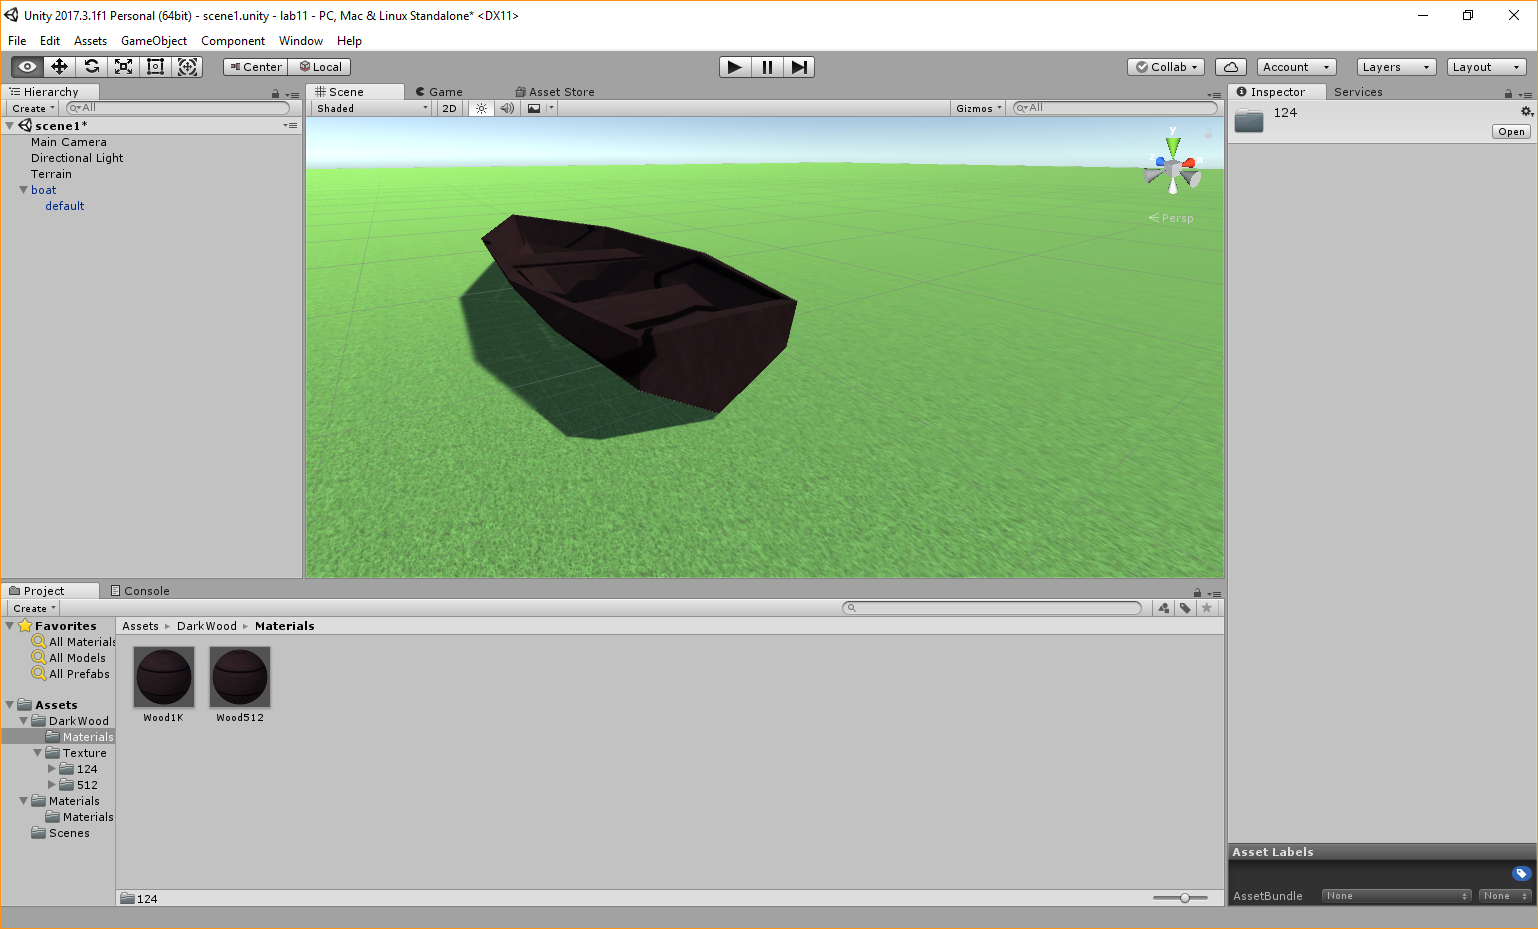 Unity 2017.3.1f1 Personal (64bit) - scene1.unity - lab11 - PC, Mac & Linux Standalone* <DX11>
File Edit Assets GameObject Component Window Help
Center Local Collab Account Layers Layout
Hierarchy
Create All
scene1*
Main Camera
Directional Light
Terrain
boat
default
Scene Game Asset Store
Shaded 2D Gizmos All
y
Persp
Inspector Services
124
Open
Project Console
Create
Favorites
All Materials
All Models
All Prefabs
Assets
DarkWood
Materials
Texture
124
512
Materials
Materials
Scenes
Assets DarkWood Materials
Wood1K Wood512
124
Asset Labels
AssetBundle None None